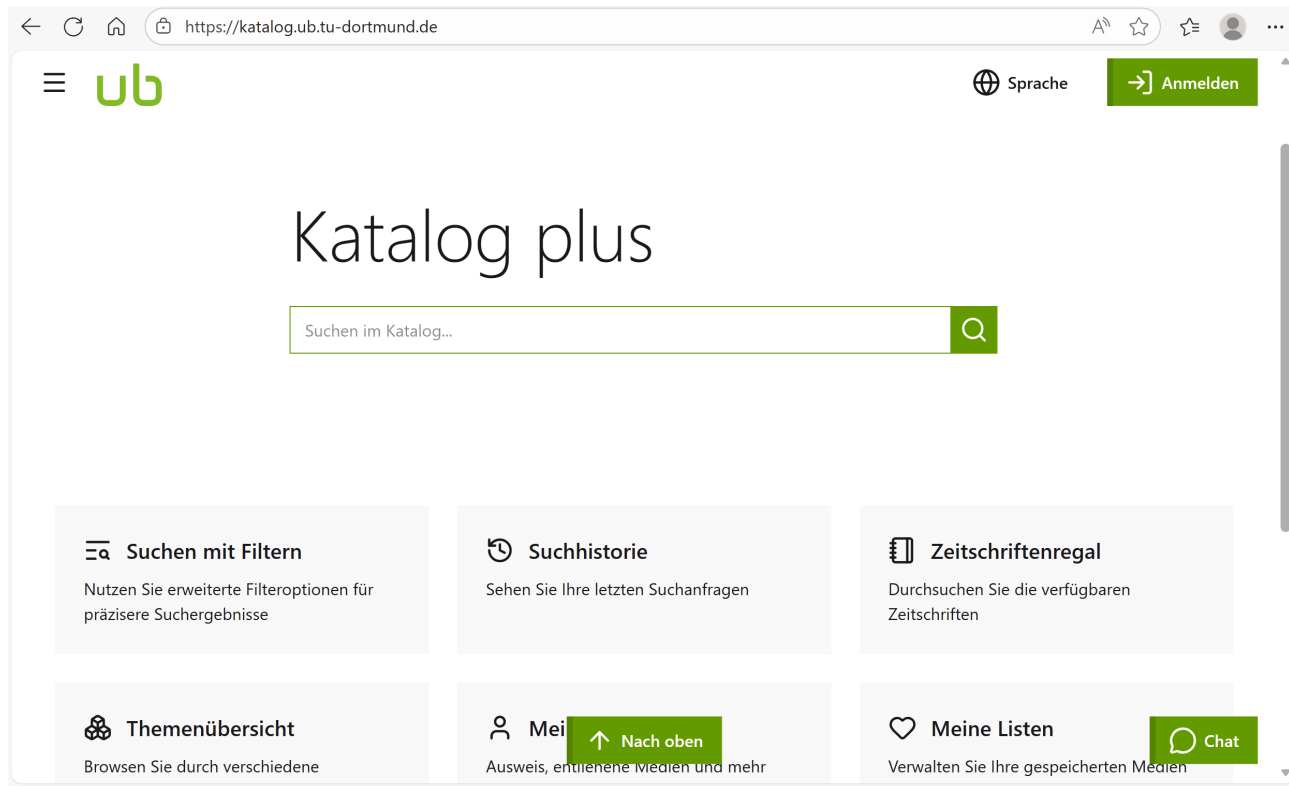 https://katalog.ub.tu-dortmund.de
ub
Sprache
Anmelden
Katalog plus
Suchen im Katalog...
Suchen mit Filtern
Nutzen Sie erweiterte Filteroptionen für
präzisere Suchergebnisse
Suchhistorie
Sehen Sie Ihre letzten Suchanfragen
Zeitschriftenregal
Durchsuchen Sie die verfügbaren
Zeitschriften
Themenübersicht
Browsen Sie durch verschiedene
Mei
Nach oben
Ausweis, entliehene Medien und mehr
Meine Listen
Verwalten Sie Ihre gespeicherten Medien
Chat